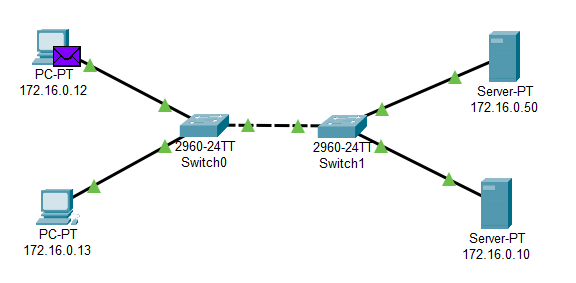 PC-PT
172.16.0.12
Server-PT
172.16.0.50
2960-24TT
Switch0
2960-24TT
Switch1
PC-PT
172.16.0.13
Server-PT
172.16.0.10